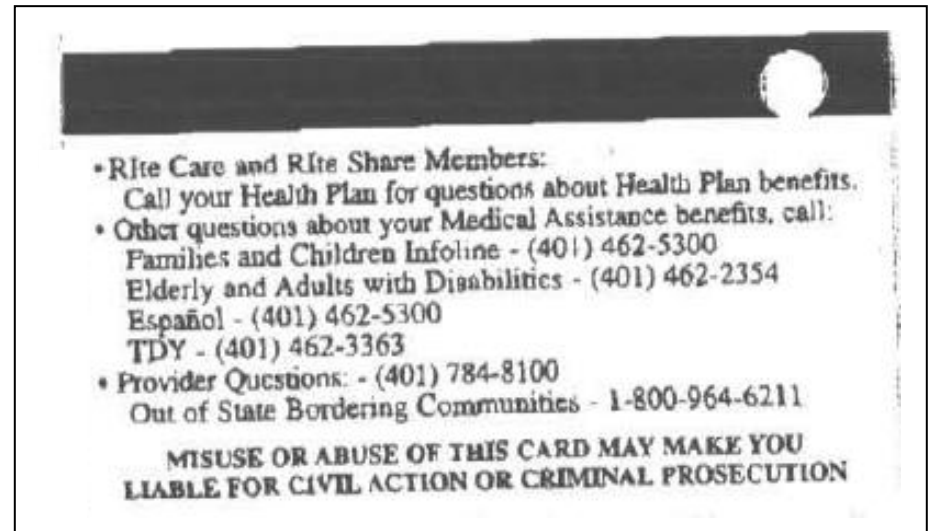 • RIte Care and RIte Share Members:
Call your Health Plan for questions about Health Plan benefits.
• Other questions about your Medical Assistance benefits, call:
Families and Children Infoline - (401) 462-5300
Elderly and Adults with Disabilities - (401) 462-2354
Español - (401) 462-5300
TDY - (401) 462-3363
• Provider Questions: - (401) 784-8100
Out of State Bordering Communities - 1-800-964-6211
MISUSE OR ABUSE OF THIS CARD MAY MAKE YOU
LIABLE FOR CIVIL ACTION OR CRIMINAL PROSECUTION